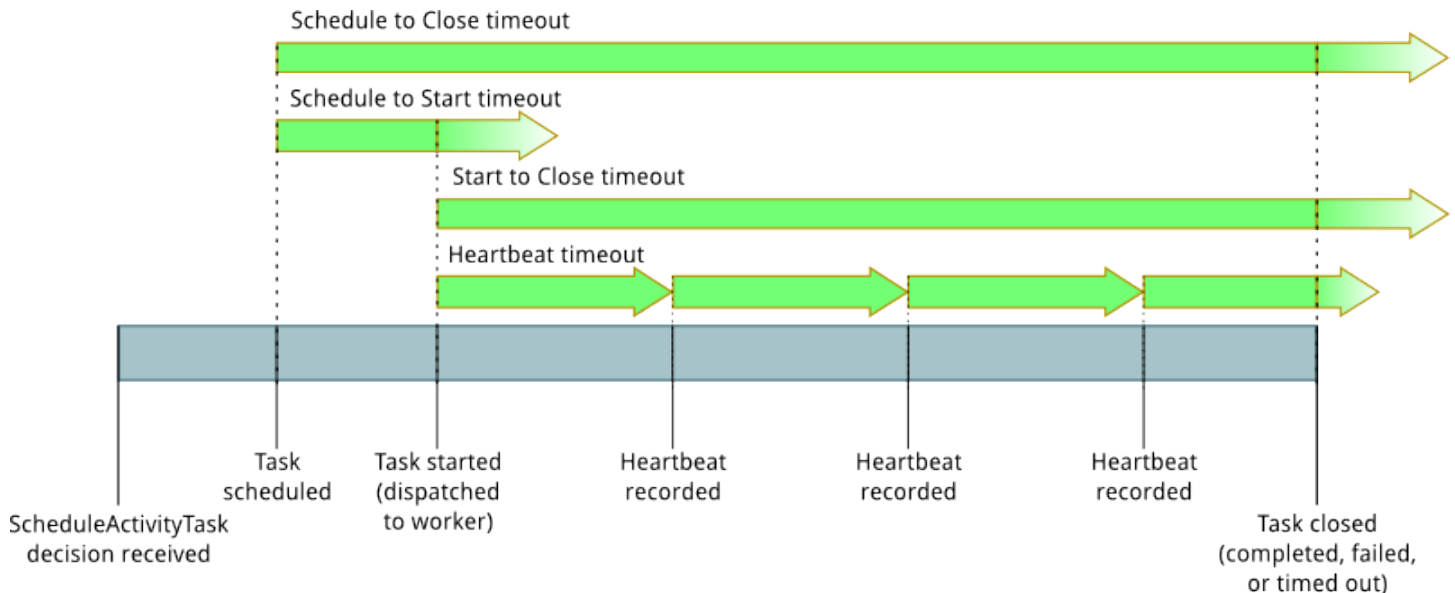 Schedule to Close timeout
Schedule to Start timeout
Start to Close timeout
Heartbeat timeout
Task
scheduled
Task started
(dispatched
to worker)
Heartbeat
recorded
Heartbeat
recorded
Heartbeat
recorded
ScheduleActivityTask
decision received
Task closed
(completed, failed,
or timed out)